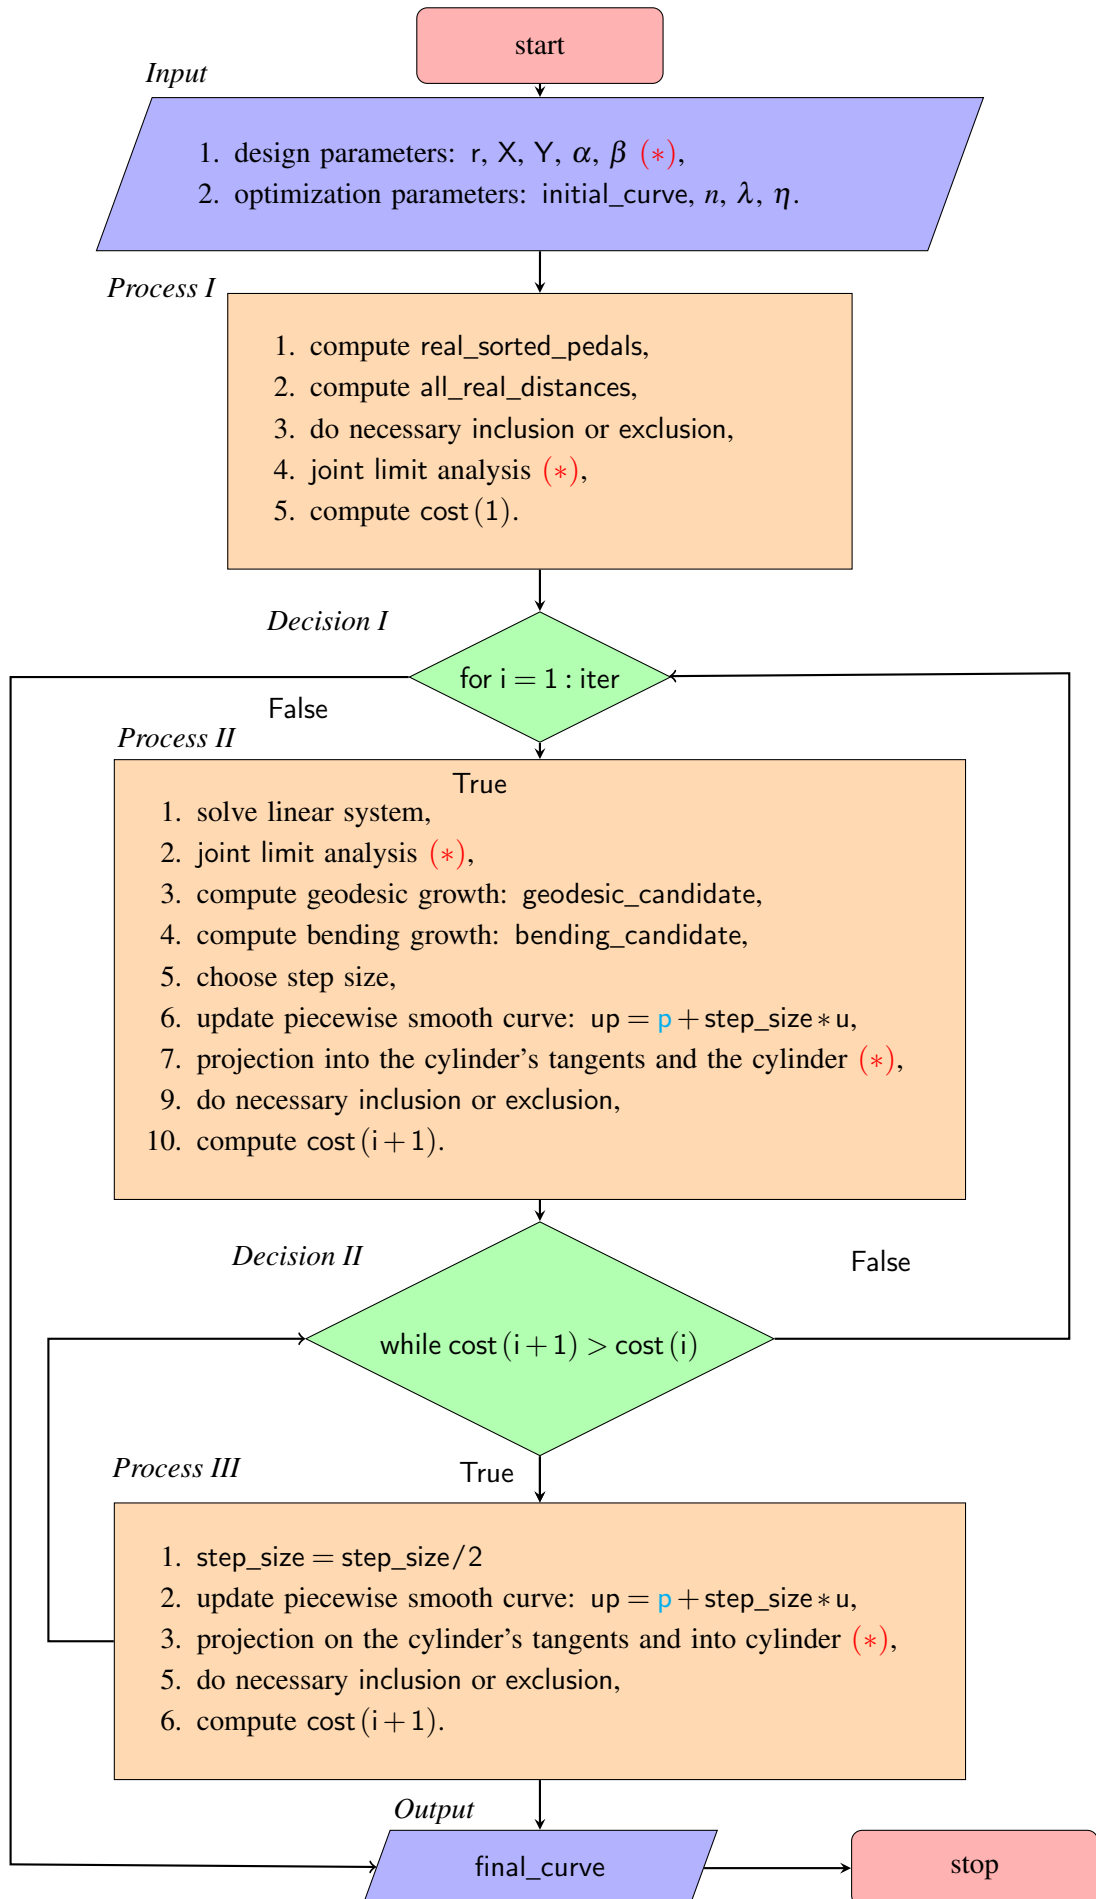 start
Input
1. design parameters: r, X, Y, α, β (∗),
2. optimization parameters: initial_curve, n, λ, η.
Process I
1. compute real_sorted_pedals,
2. compute all_real_distances,
3. do necessary inclusion or exclusion,
4. joint limit analysis (∗),
5. compute cost (1).
Decision I
for i = 1 : iter
False
Process II
True
1. solve linear system,
2. joint limit analysis (∗),
3. compute geodesic growth: geodesic_candidate,
4. compute bending growth: bending_candidate,
5. choose step size,
6. update piecewise smooth curve: up = p + step_size ∗ u,
7. projection into the cylinder's tangents and the cylinder (∗),
9. do necessary inclusion or exclusion,
10. compute cost (i + 1).
Decision II
False
while cost (i + 1) > cost (i)
Process III
True
1. step_size = step_size/2
2. update piecewise smooth curve: up = p + step_size ∗ u,
3. projection on the cylinder's tangents and into cylinder (∗),
5. do necessary inclusion or exclusion,
6. compute cost (i + 1).
Output
final_curve
stop